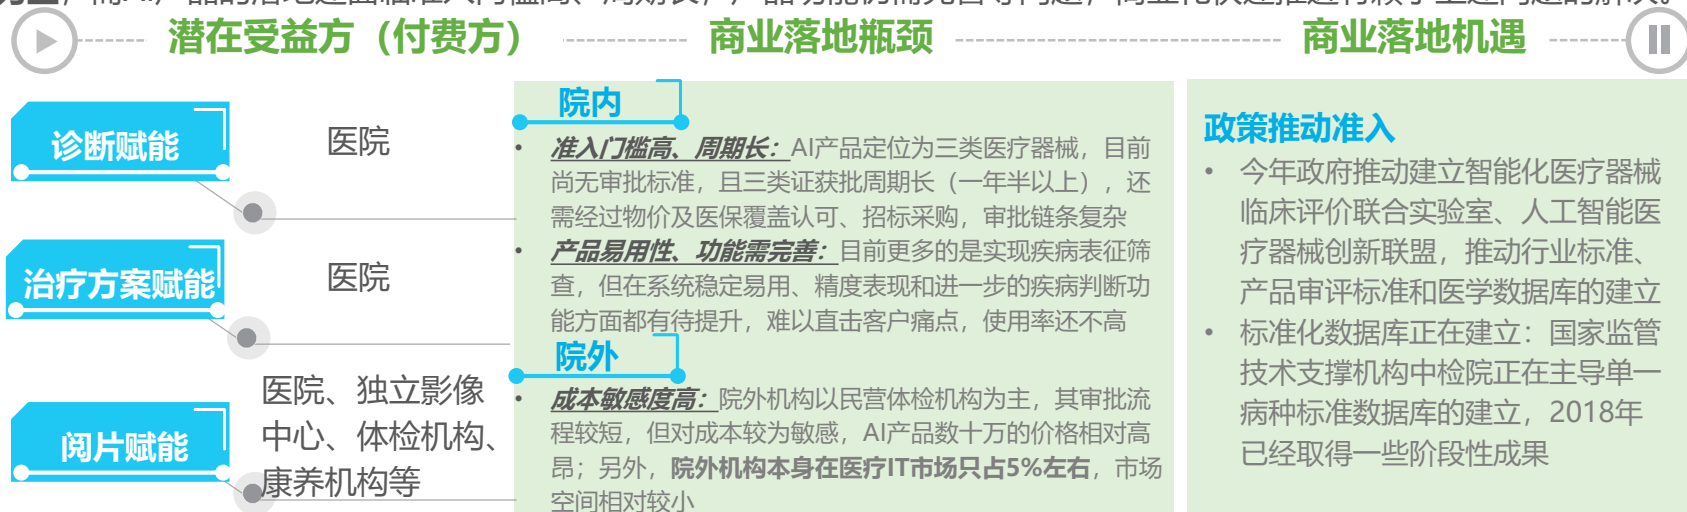 潜在受益方（付费方）
商业落地瓶颈
商业落地机遇
诊断赋能
医院
治疗方案赋能
医院
阅片赋能
医院、独立影像
中心、体检机构、
康养机构等
院内
• 准入门槛高、周期长：AI产品定位为三类医疗器械，目前
尚无审批标准，且三类证获批周期长（一年半以上），还
需经过物价及医保覆盖认可、招标采购，审批链条复杂
• 产品易用性、功能需完善：目前更多的是实现疾病表征筛
查，但在系统稳定易用、精度表现和进一步的疾病判断功
能方面都有待提升，难以直击客户痛点，使用率还不高
院外
• 成本敏感度高：院外机构以民营体检机构为主，其审批流
程较短，但对成本较为敏感，AI产品数十万的价格相对高
昂；另外，院外机构本身在医疗IT市场只占5%左右，市场
空间相对较小
政策推动准入
• 今年政府推动建立智能化医疗器械
临床评价联合实验室、人工智能医
疗器械创新联盟，推动行业标准、
产品审评标准和医学数据库的建立
• 标准化数据库正在建立：国家监管
技术支撑机构中检院正在主导单一
病种标准数据库的建立，2018年
已经取得一些阶段性成果